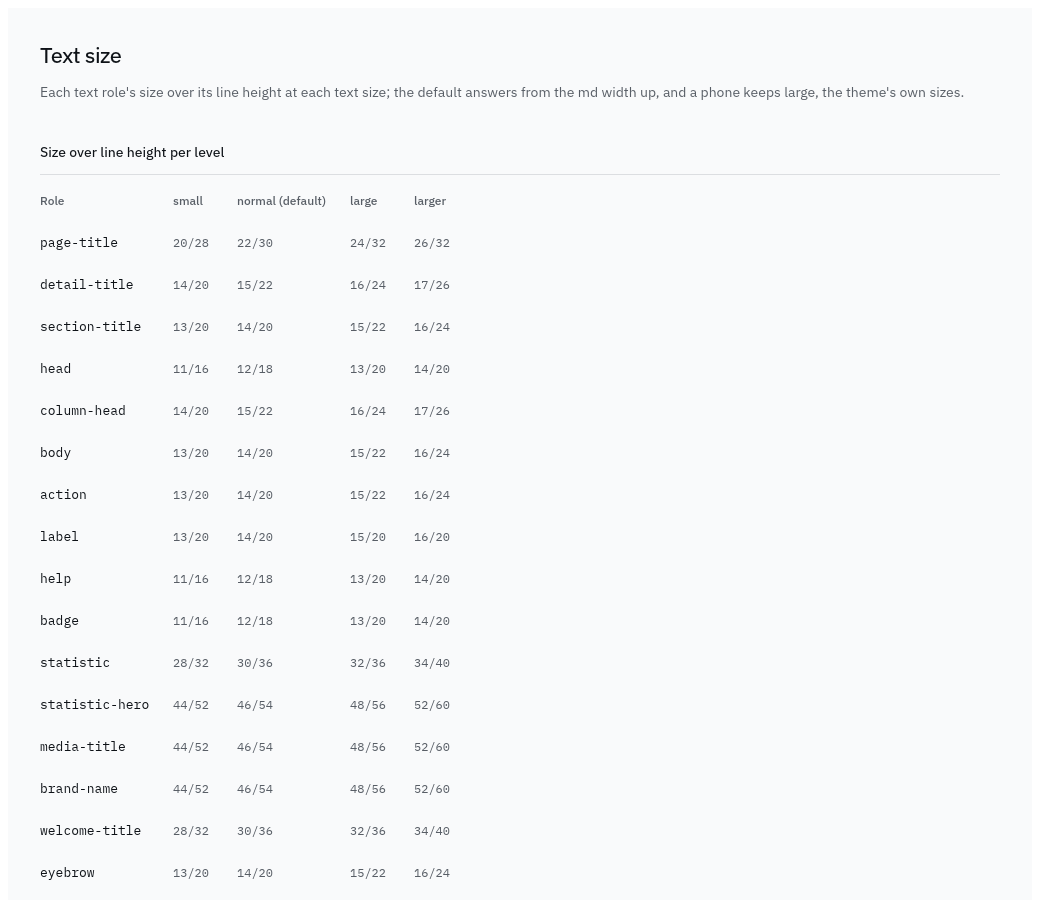 Text size
Each text role's size over its line height at each text size; the default answers from the md width up, and a phone keeps large, the theme's own sizes.
Size over line height per level
Role small normal (default) large larger
page-title 20/28 22/30 24/32 26/32
detail-title 14/20 15/22 16/24 17/26
section-title 13/20 14/20 15/22 16/24
head 11/16 12/18 13/20 14/20
column-head 14/20 15/22 16/24 17/26
body 13/20 14/20 15/22 16/24
action 13/20 14/20 15/22 16/24
label 13/20 14/20 15/20 16/20
help 11/16 12/18 13/20 14/20
badge 11/16 12/18 13/20 14/20
statistic 28/32 30/36 32/36 34/40
statistic-hero 44/52 46/54 48/56 52/60
media-title 44/52 46/54 48/56 52/60
brand-name 44/52 46/54 48/56 52/60
welcome-title 28/32 30/36 32/36 34/40
eyebrow 13/20 14/20 15/22 16/24